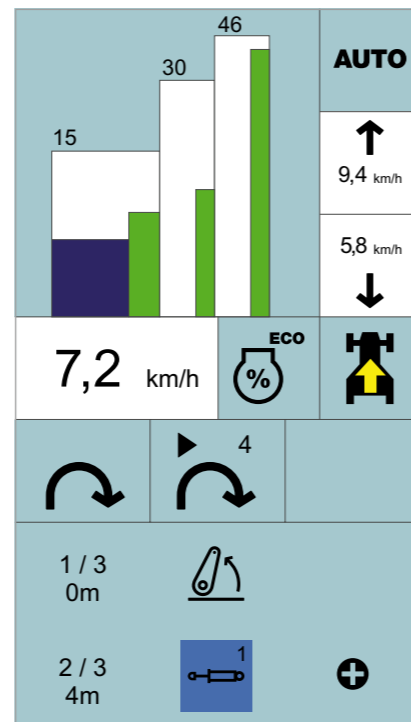 46
AUTO
30
15
9,4 km/h
5,8 km/h
7,2 km/h
ECO
%
4
1 / 3
0m
1
2 / 3
4m